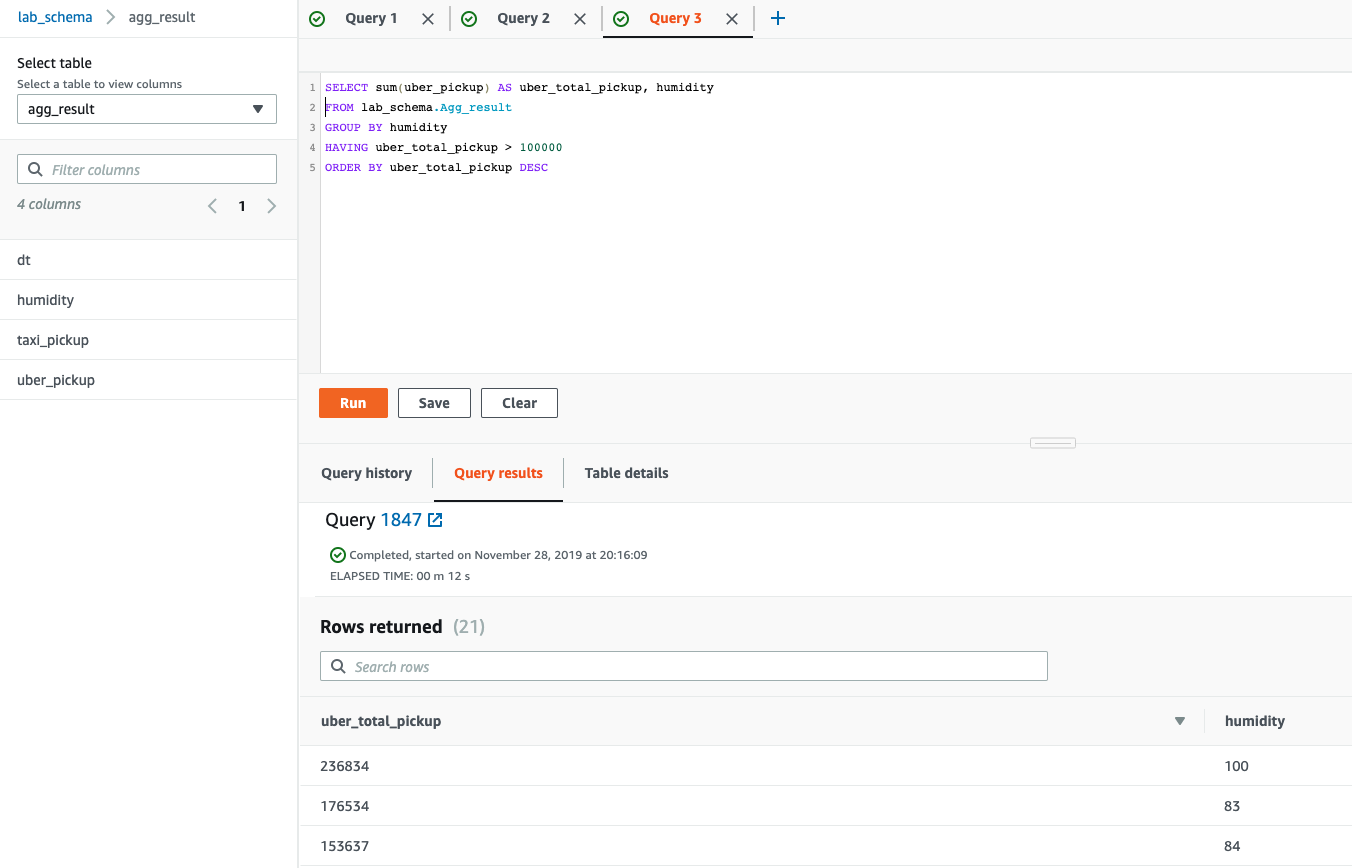 lab_schema > agg_result
Select table
Select a table to view columns
agg_result
Filter columns
4 columns
1
dt
humidity
taxi_pickup
uber_pickup
Query 1
Query 2
Query 3
1 SELECT sum(uber_pickup) AS uber_total_pickup, humidity
2 FROM lab_schema.Agg_result
3 GROUP BY humidity
4 HAVING uber_total_pickup > 100000
5 ORDER BY uber_total_pickup DESC
Run Save Clear
Query history Query results Table details
Query 1847
Completed, started on November 28, 2019 at 20:16:09
ELAPSED TIME: 00 m 12 s
Rows returned (21)
Search rows
uber_total_pickup humidity
236834 100
176534 83
153637 84